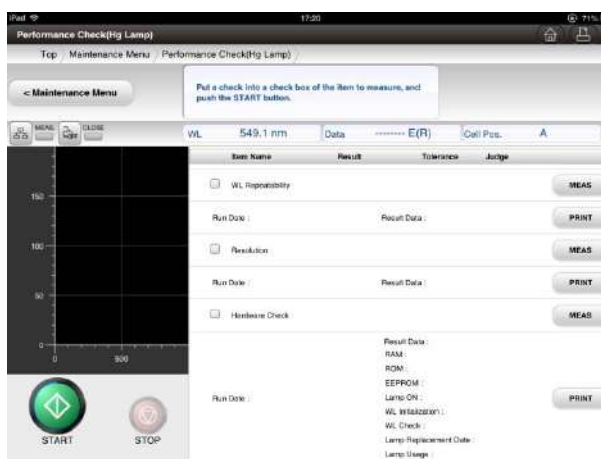 iPad 17:20 71%
Performance Check(Hg Lamp)
Top Maintenance Menu Performance Check(Hg Lamp)
< Maintenance Menu
Put a check into a check box of the item to measure, and
push the START button.
MEAS CLOSE
WL 549.1 nm Data -------- E(R) Cell Pos. A
Item Name Result Tolerance Judge
WL Repeatability MEAS
Run Date : Result Data : PRINT
Resolution MEAS
Run Date : Result Data : PRINT
Hardware Check MEAS
Result Data :
RAM :
ROM :
EEPROM :
Lamp ON :
Run Date : PRINT
WL Initialization :
WL Check :
Lamp Replacement Date :
Lamp Usage :
150
100
50
0
0 500
START STOP